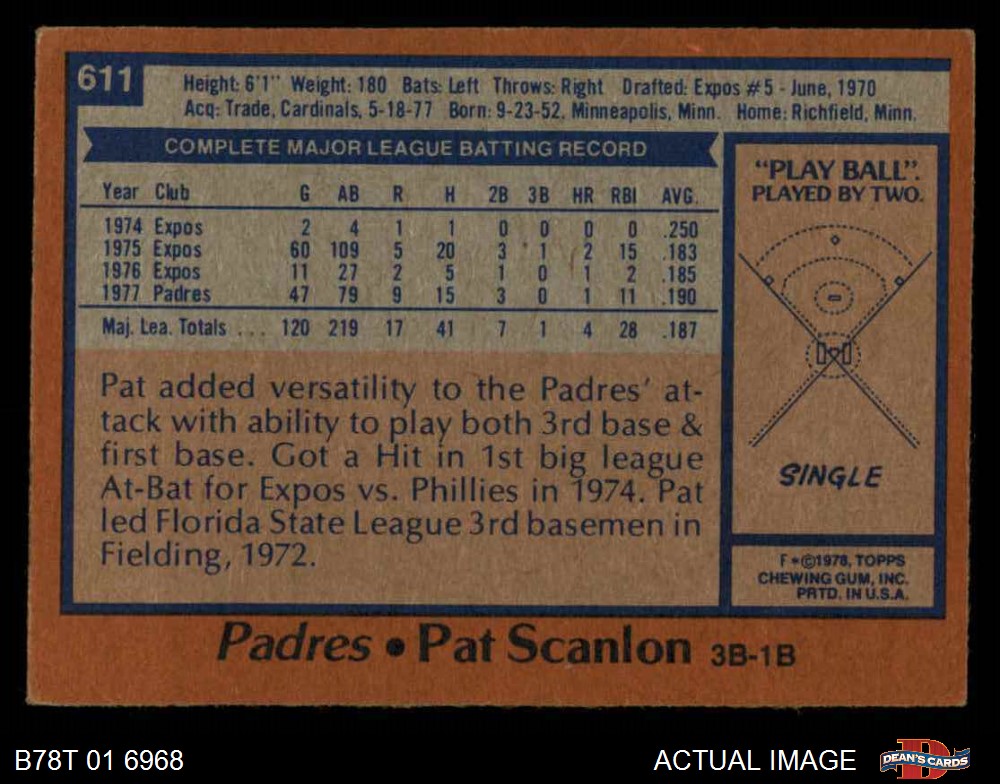 611
Height: 6'1" Weight: 180 Bats: Left Throws: Right Drafted: Expos #5 - June, 1970
Acq: Trade, Cardinals, 5-18-77 Born: 9-23-52, Minneapolis, Minn. Home: Richfield, Minn.
COMPLETE MAJOR LEAGUE BATTING RECORD
Year Club G AB R H 2B 3B HR RBI AVG.
1974 Expos 2 4 1 1 0 0 0 0 .250
1975 Expos 60 109 5 20 3 1 2 15 .183
1976 Expos 11 27 2 5 1 0 1 2 .185
1977 Padres 47 79 9 15 3 0 1 11 .190
Maj. Lea. Totals ... 120 219 17 41 7 1 4 28 .187
Pat added versatility to the Padres' at-
tack with ability to play both 3rd base &
first base. Got a Hit in 1st big league
At-Bat for Expos vs. Phillies in 1974. Pat
led Florida State League 3rd basemen in
Fielding, 1972.
"PLAY BALL".
PLAYED BY TWO.
SINGLE
F*©1978, TOPPS
CHEWING GUM, INC.
PRTD. IN U.S.A.
Padres • Pat Scanlon 3B-1B
B78T 01 6968
ACTUAL IMAGE
D
DEAN'S CARDS